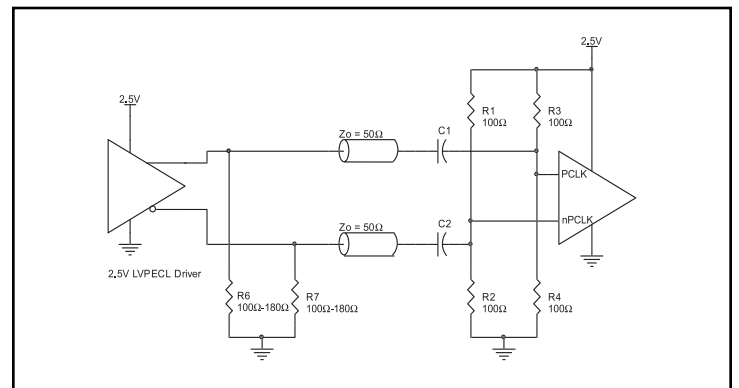 2.5V
2.5V
R1
100Ω
R3
100Ω
Zo = 50Ω
C1
PCLK
Zo = 50Ω
C2
nPCLK
2.5V LVPECL Driver
R6
100Ω-180Ω
R7
100Ω-180Ω
R2
100Ω
R4
100Ω